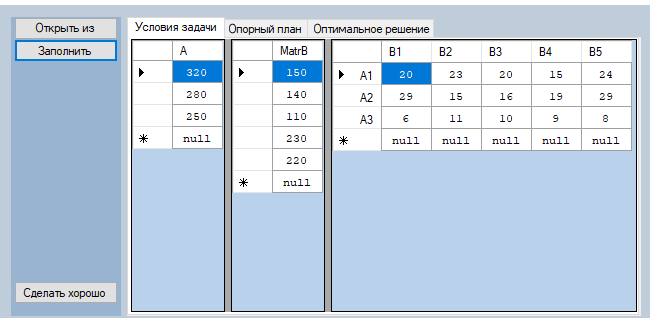 Открыть из
Заполнить
Сделать хорошо
Условия задачи Опорный план Оптимальное решение
A
320
280
250
null
MatrB
150
140
110
230
220
null
B1 B2 B3 B4 B5
A1 20 23 20 15 24
A2 29 15 16 19 29
A3 6 11 10 9 8
null null null null null